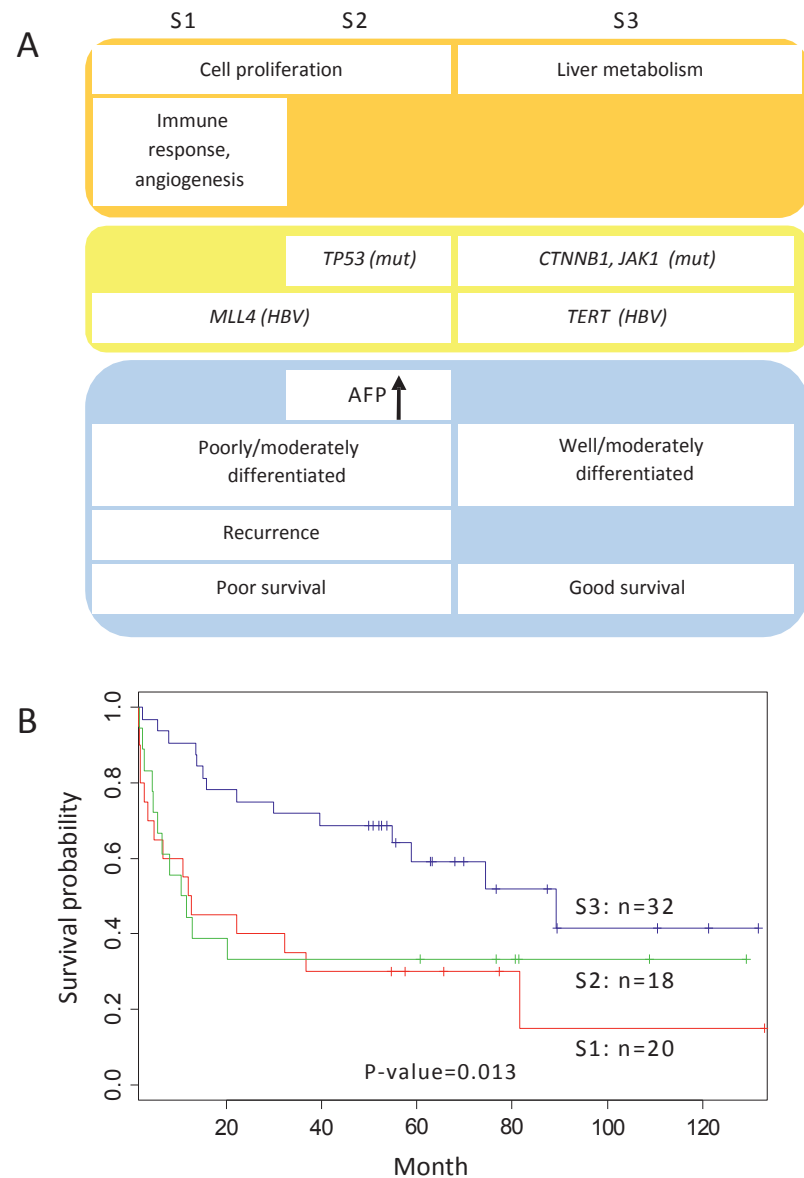 A
S1 S2 S3
Cell proliferation Liver metabolism
Immune
response,
angiogenesis
TP53 (mut) CTNNB1, JAK1 (mut)
MLL4 (HBV) TERT (HBV)
AFP
Poorly/moderately
differentiated
Well/moderately
differentiated
Recurrence
Poor survival Good survival
B
Survival probability
1.0
0.8
0.6
0.4
0.2
0.0
S3: n=32
S2: n=18
S1: n=20
P-value=0.013
20 40 60 80 100 120
Month